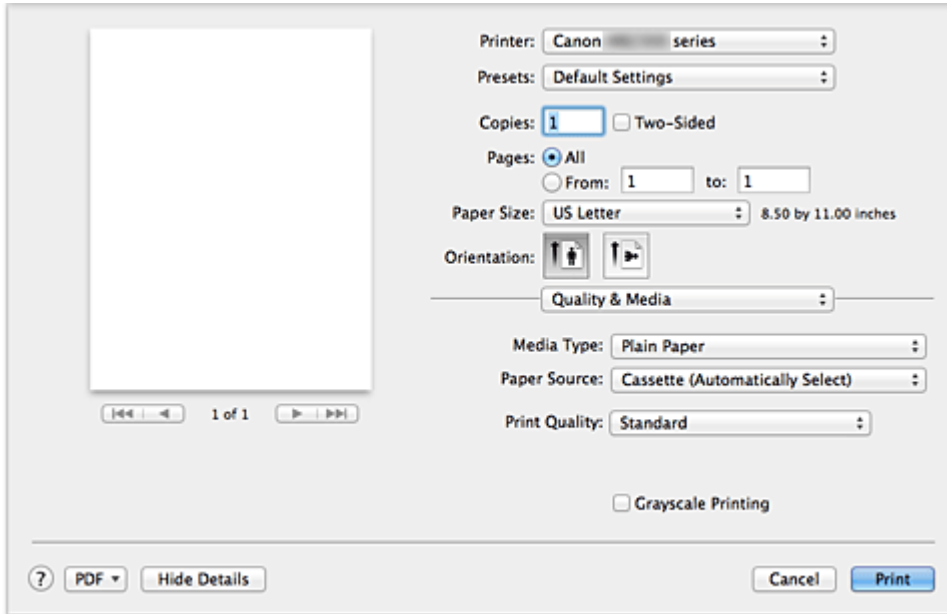 Printer: Canon series
Presets: Default Settings
Copies: 1 Two-Sided
Pages: All
From: 1 to: 1
Paper Size: US Letter 8.50 by 11.00 inches
Orientation:
Quality & Media
Media Type: Plain Paper
Paper Source: Cassette (Automatically Select)
1 of 1
Print Quality: Standard
Grayscale Printing
? PDF Hide Details Cancel Print